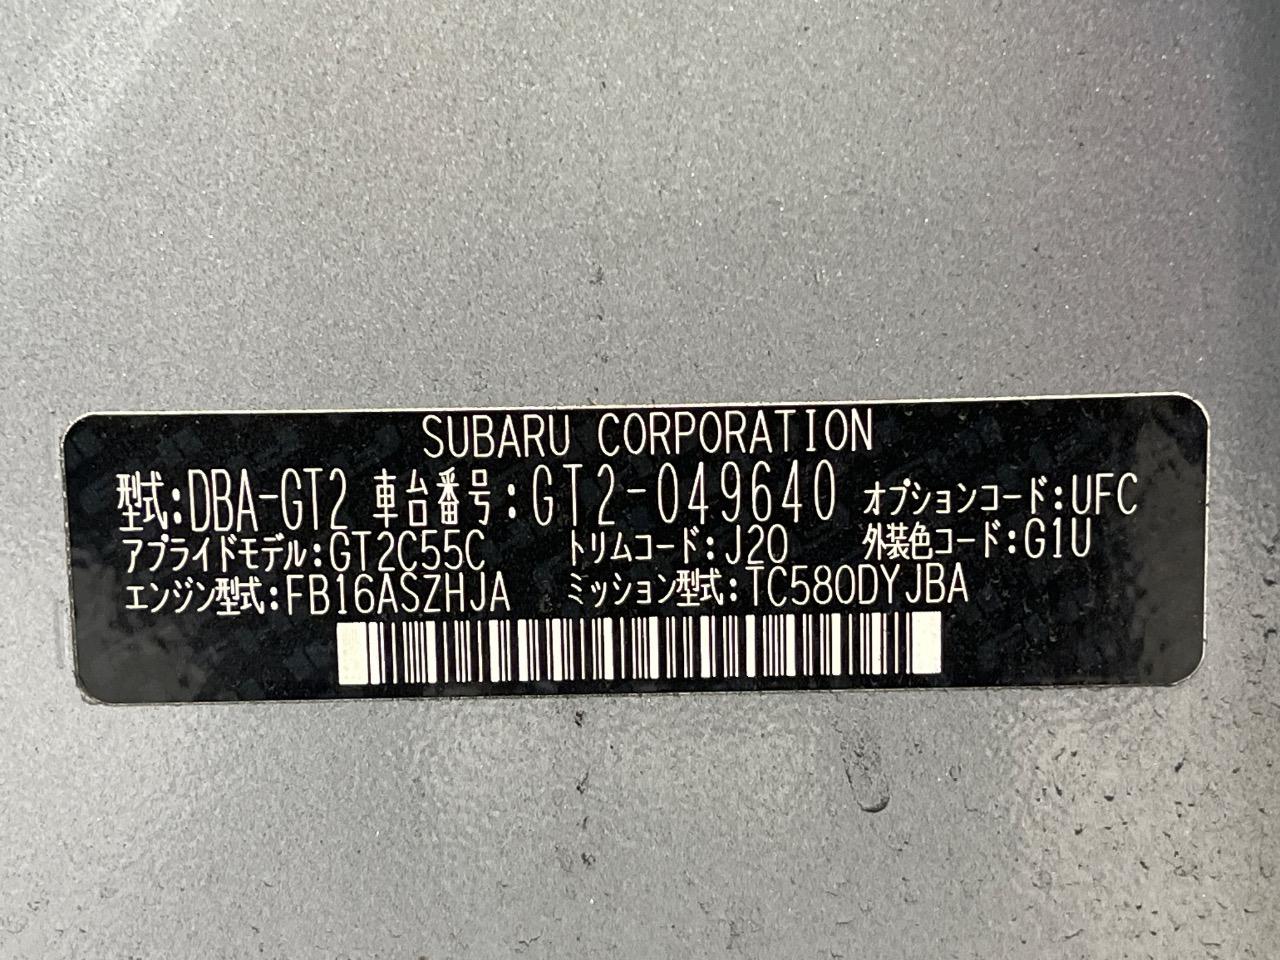 SUBARU CORPORATION
型式:DBA-GT2 車台番号:GT2-049640 オプションコード:UFC
アプライドモデル:GT2C55C トリムコード:J20 外装色コード:G1U
エンジン型式:FB16ASZHJA ミッション型式:TC580DYJBA